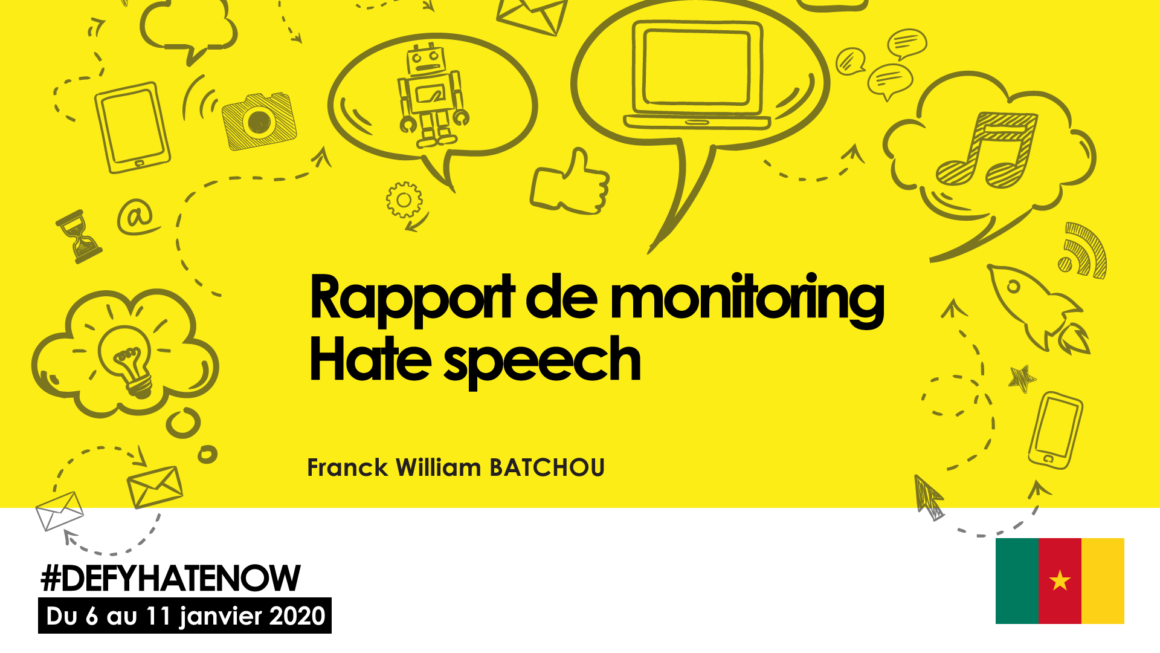 Rapport de monitoring
Hate speech
Franck William BATCHOU
#DEFYHATENOW
Du 6 au 11 janvier 2020